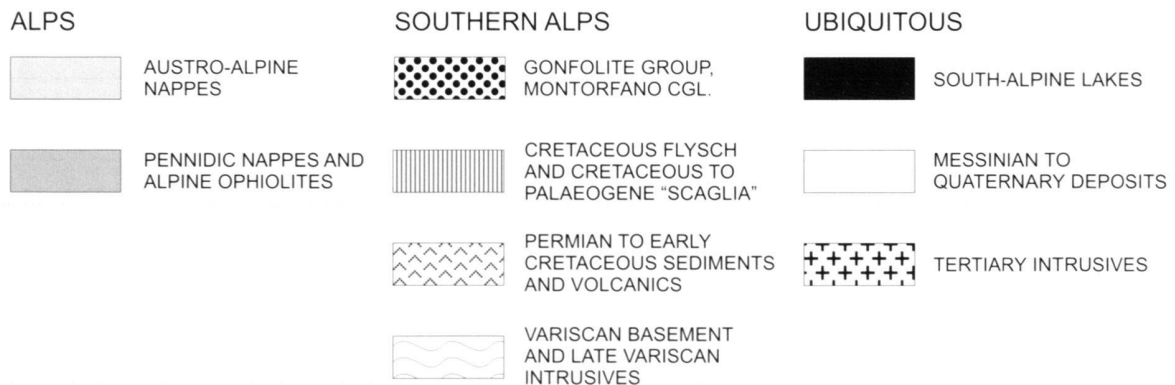 ALPS
AUSTRO-ALPINE
NAPPES
PENNIDIC NAPPES AND
ALPINE OPHIOLITES
SOUTHERN ALPS
GONFOLITE GROUP,
MONTORFANO CGL.
CRETACEOUS FLYSCH
AND CRETACEOUS TO
PALAEOGENE “SCAGLIA”
PERMIAN TO EARLY
CRETACEOUS SEDIMENTS
AND VOLCANICS
VARISCAN BASEMENT
AND LATE VARISCAN
INTRUSIVES
UBIQUITOUS
SOUTH-ALPINE LAKES
MESSINIAN TO
QUATERNARY DEPOSITS
TERTIARY INTRUSIVES